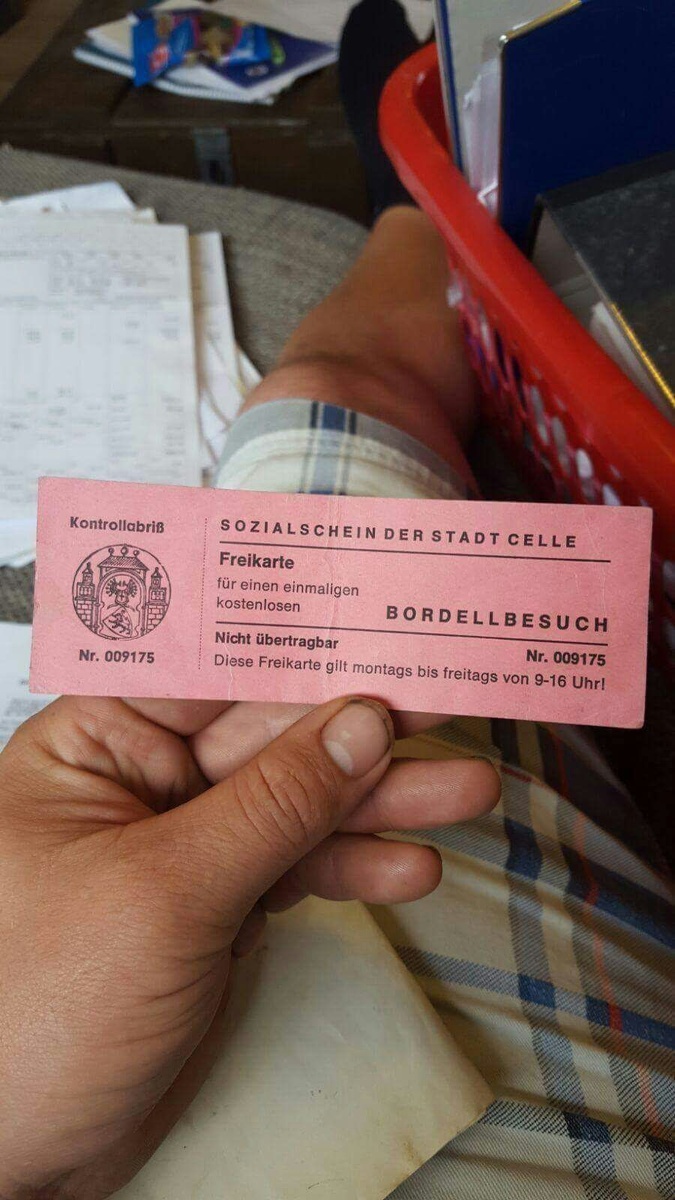 Kontrollabriß
Nr. 009175
SOZIALSCHEIN DER STADT CELLE
Freikarte
für einen einmaligen
kostenlosen
BORDELLBESUCH
Nicht übertragbar
Nr. 009175
Diese Freikarte gilt montags bis freitags von 9-16 Uhr!